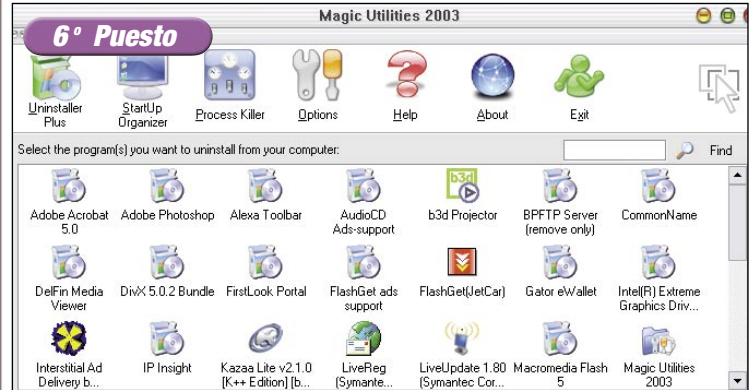 Magic Utilities 2003
6º Puesto
Uninstaller Plus
StartUp Organizer
Process Killer
Options
Help
About
Exit
Select the program(s) you want to uninstall from your computer:
Find
Adobe Acrobat 5.0
Adobe Photoshop
Alexa Toolbar
AudioCD Ads-support
b3d
b3d Projector
BPFTP Server (remove only)
CommonName
DelFin Media Viewer
DivX 5.0.2 Bundle
FirstLook Portal
FlashGet ads support
FlashGet(JetCar)
Gator eWallet
Intel(R) Extreme Graphics Driv...
Interstitial Ad Delivery b...
IP Insight
Kazaa Lite v2.1.0 [K++ Edition] [b...
LiveReg (Symante...
LiveUpdate 1.80 (Symantec Cor...
Macromedia Flash 5
Magic Utilities 2003